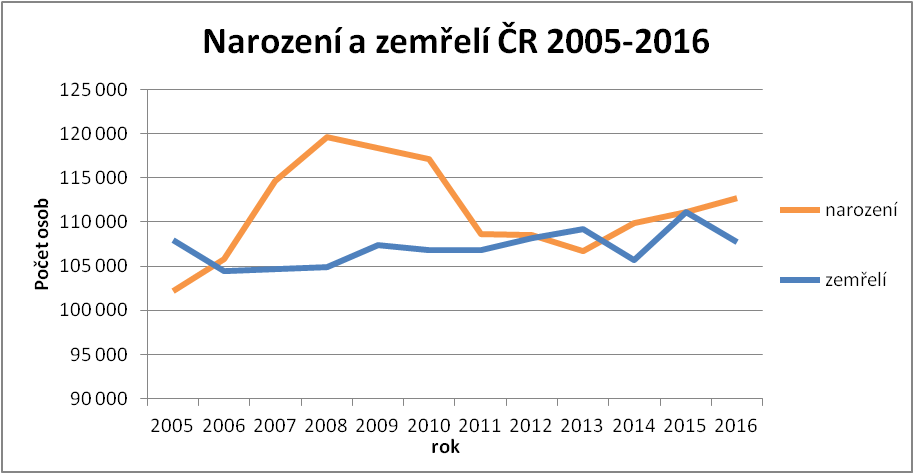 Narození a zemřelí ČR 2005-2016
125 000
120 000
115 000
110 000
105 000
100 000
95 000
90 000
Počet osob
2005 2006 2007 2008 2009 2010 2011 2012 2013 2014 2015 2016
rok
narození
zemřelí